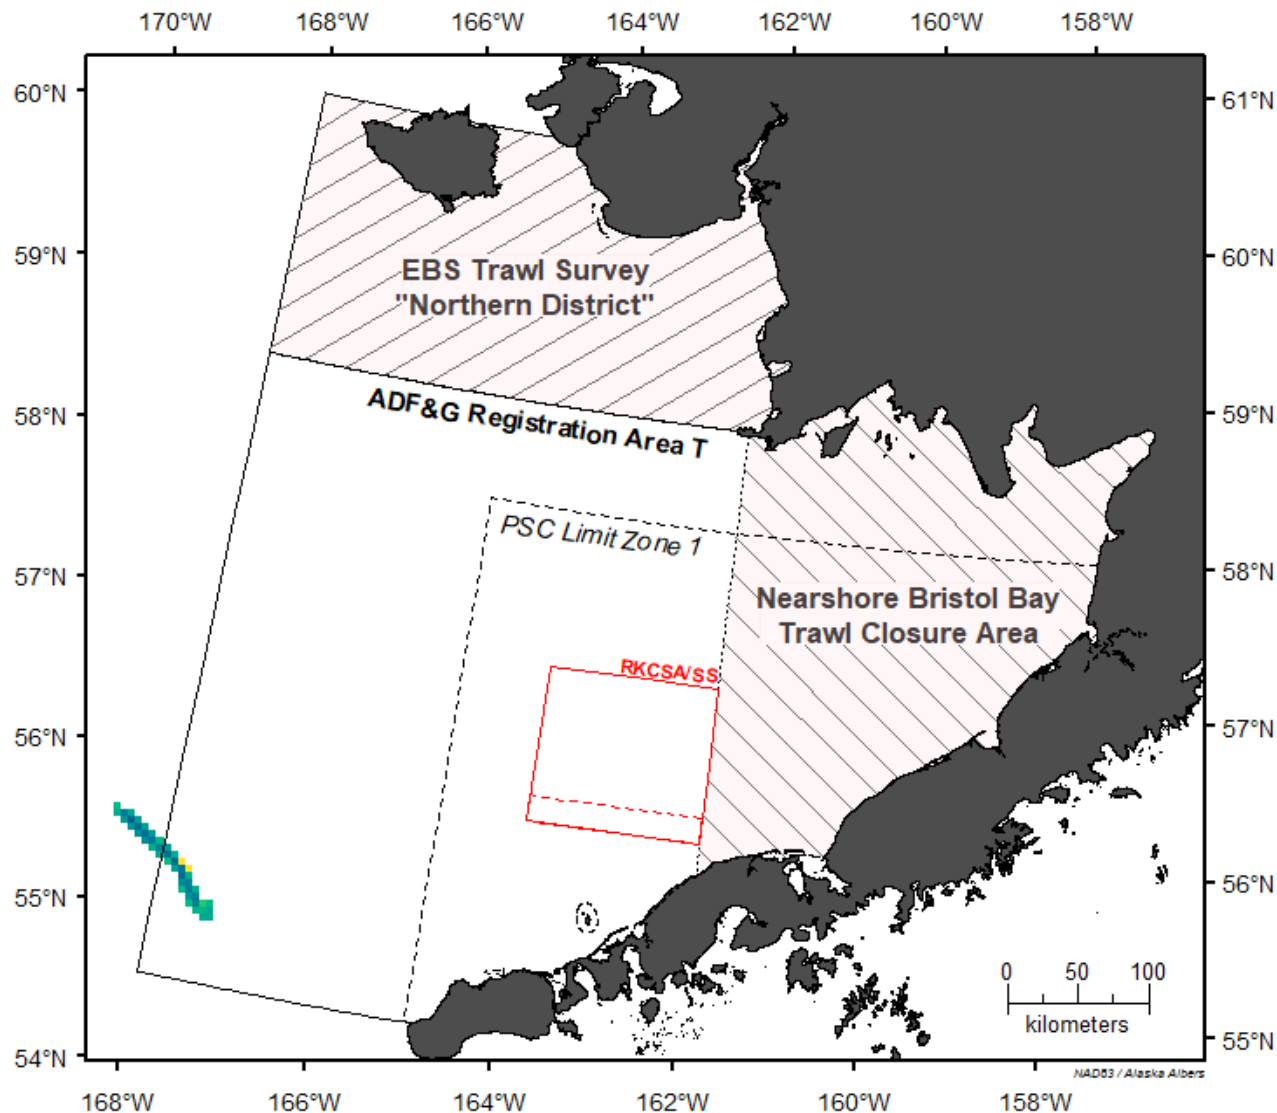 170°W 168°W 166°W 164°W 162°W 160°W 158°W
60°N
61°N
59°N
60°N
EBS Trawl Survey
"Northern District"
58°N
59°N
ADF&G Registration Area T
PSC Limit Zone 1
57°N
58°N
Nearshore Bristol Bay
Trawl Closure Area
RKCSA/SS
56°N
57°N
55°N
56°N
0 50 100
kilometers
54°N
55°N
NAD83 / Alaska Albers
168°W 166°W 164°W 162°W 160°W 158°W